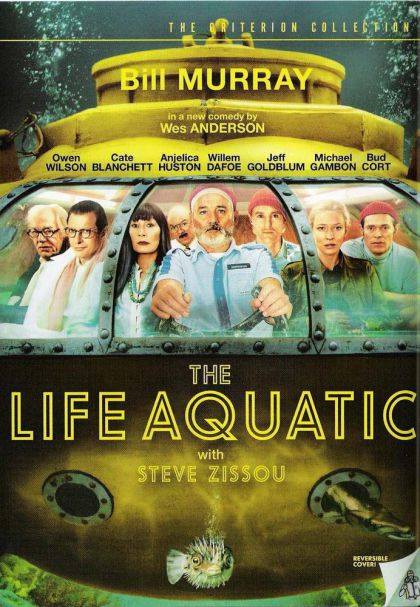 THE CRITERION COLLECTION
Bill MURRAY
in a new comedy by
Wes ANDERSON
Owen WILSON Cate BLANCHETT Anjelica HUSTON Willem DAFOE Jeff GOLDBLUM Michael GAMBON Bud CORT
THE
LIFE AQUATIC
with
STEVE ZISSOU
REVERSIBLE
COVER!